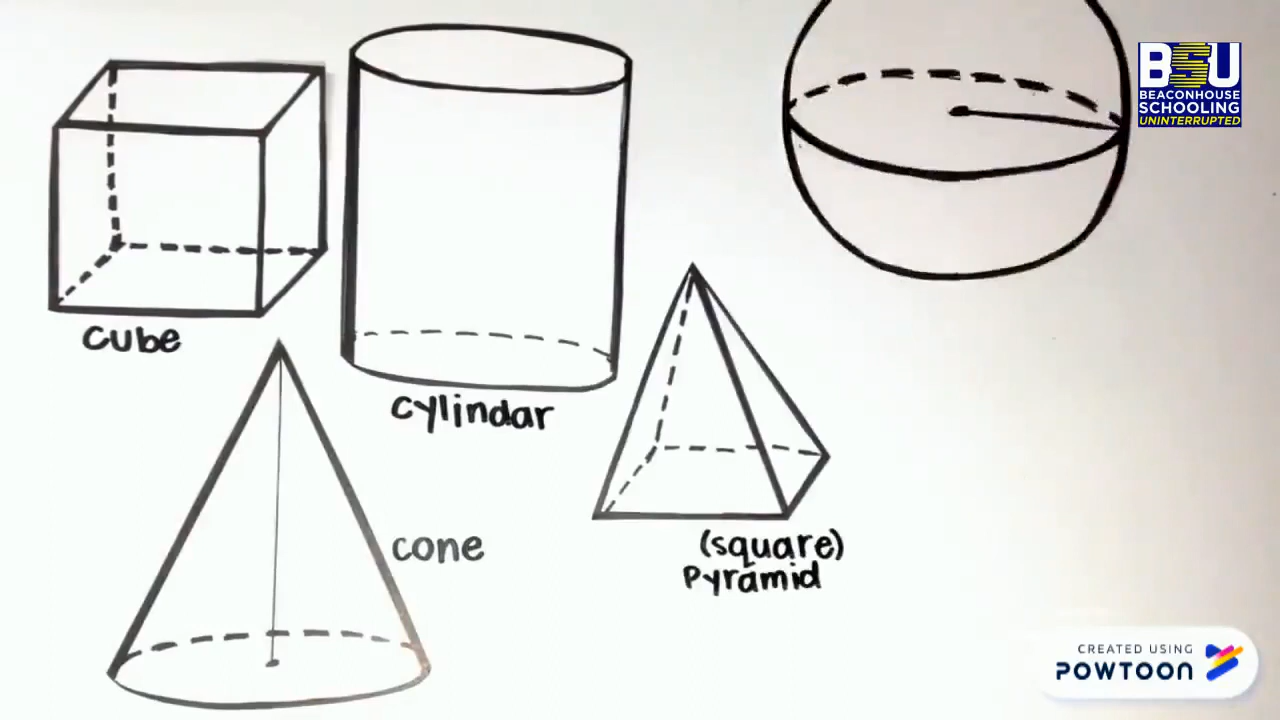 BSU
BEACONHOUSE
SCHOOLING
UNINTERRUPTED
cube
cylindar
cone
(square)
Pyramid
CREATED USING
POWTOON